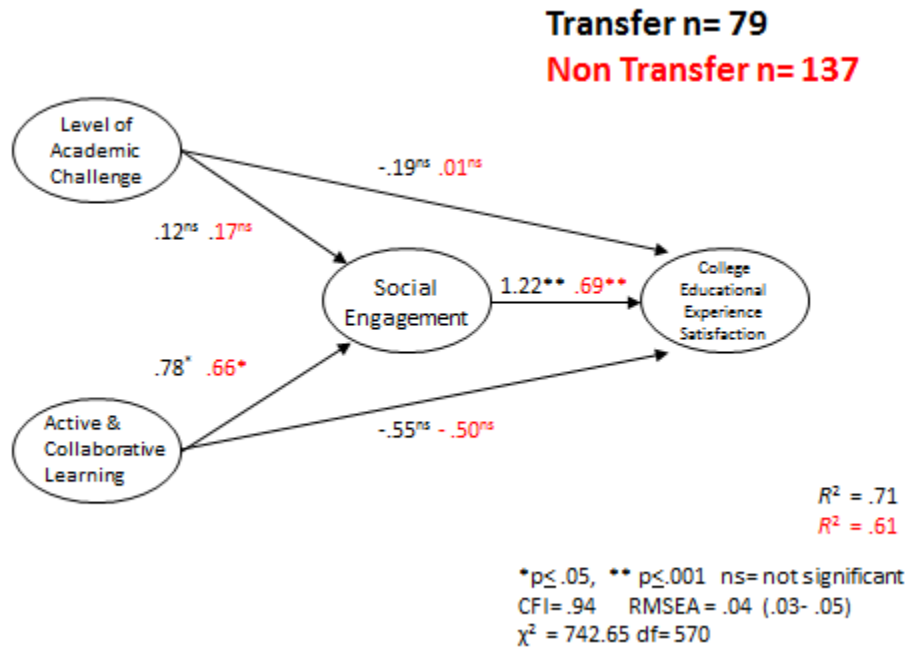 Transfer n= 79
Non Transfer n= 137
Level of
Academic
Challenge
-.19ⁿˢ .01ⁿˢ
.12ⁿˢ .17ⁿˢ
Social
Engagement
1.22** .69**
College
Educational
Experience
Satisfaction
.78* .66*
Active &
Collaborative
Learning
-.55ⁿˢ - .50ⁿˢ
R² = .71
R² = .61
*p≤ .05, ** p≤.001 ns= not significant
CFI= .94 RMSEA = .04 (.03- .05)
χ² = 742.65 df= 570